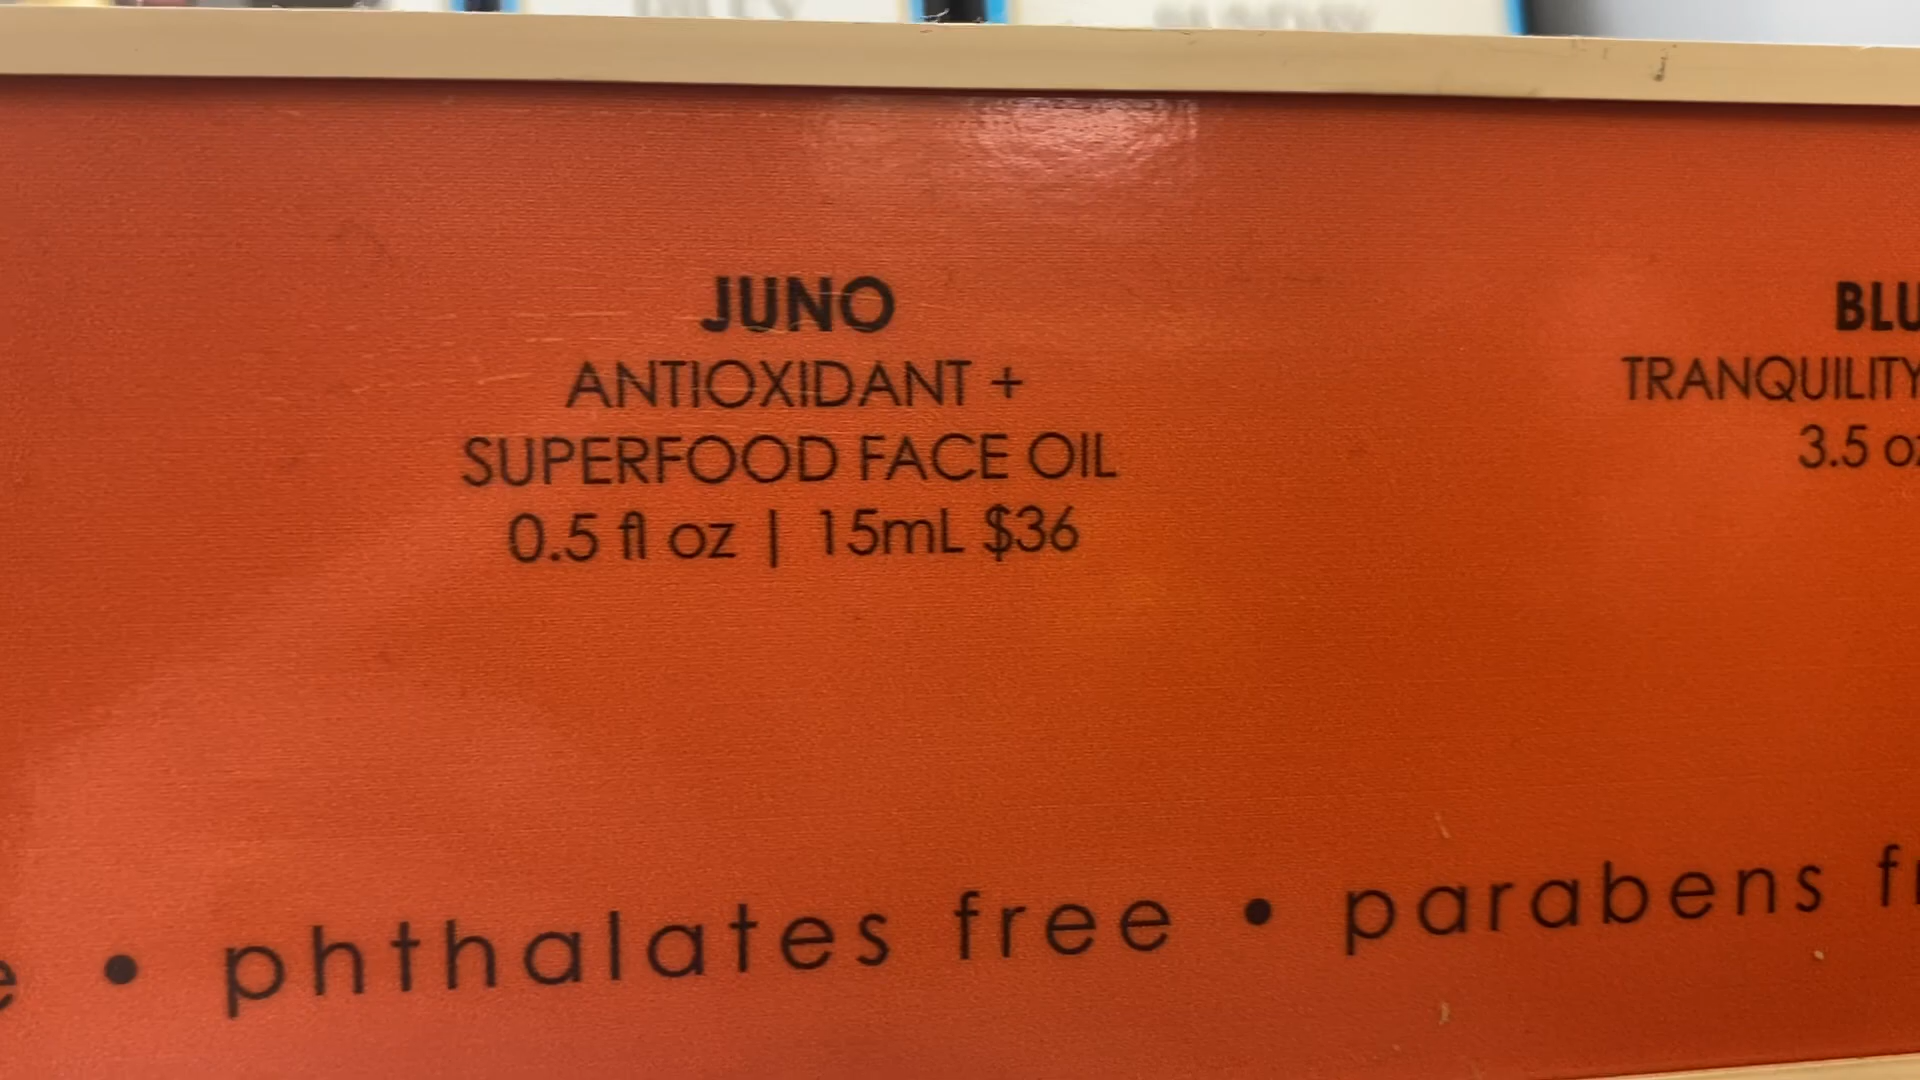 JUNO
ANTIOXIDANT +
SUPERFOOD FACE OIL
0.5 fl oz | 15mL $36
BLU
TRANQUILITY
3.5 oz
• phthalates free • parabens fr